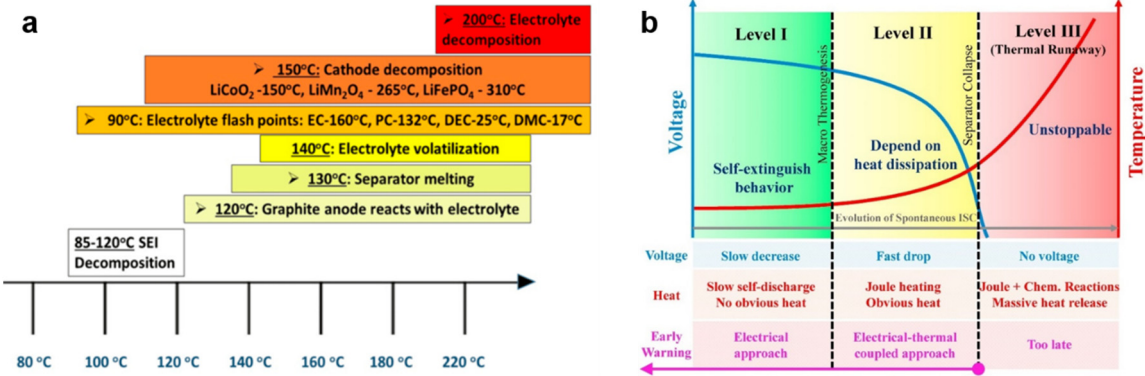 a
➢ 200°C: Electrolyte
decomposition
➢ 150°C: Cathode decomposition
LiCoO₂ -150°C, LiMn₂O₄ - 265°C, LiFePO₄ - 310°C
➢ 90°C: Electrolyte flash points: EC-160°C, PC-132°C, DEC-25°C, DMC-17°C
140°C: Electrolyte volatilization
➢ 130°C: Separator melting
➢ 120°C: Graphite anode reacts with electrolyte
85-120°C SEI
Decomposition
80 °C 100 °C 120 °C 140 °C 160 °C 180 °C 220 °C
b
Voltage
Temperature
Level I
Level II
Level III
(Thermal Runaway)
Macro Thermogenesis
Separator Collapse
Self-extinguish
behavior
Depend on
heat dissipation
Unstoppable
Evolution of Spontaneous ISC
Voltage Slow decrease Fast drop No voltage
Heat
Slow self-discharge
No obvious heat
Joule heating
Obvious heat
Joule + Chem. Reactions
Massive heat release
Early
Warning
Electrical
approach
Electrical-thermal
coupled approach
Too late